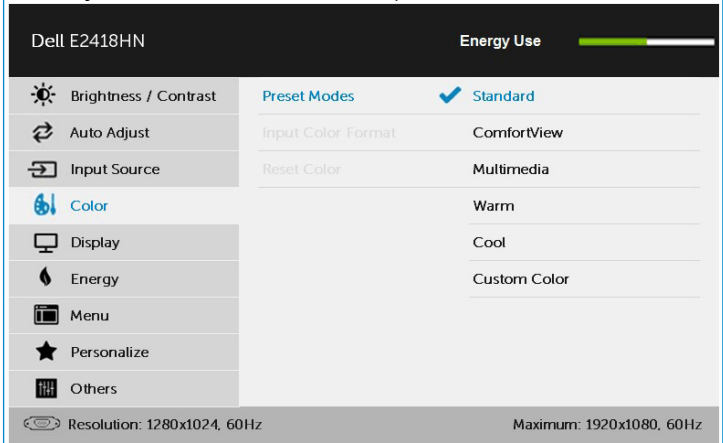 Dell E2418HN Energy Use
Brightness / Contrast Preset Modes Standard
Auto Adjust Input Color Format ComfortView
Input Source Reset Color Multimedia
Color Warm
Display Cool
Energy Custom Color
Menu
Personalize
Others
Resolution: 1280x1024, 60Hz Maximum: 1920x1080, 60Hz